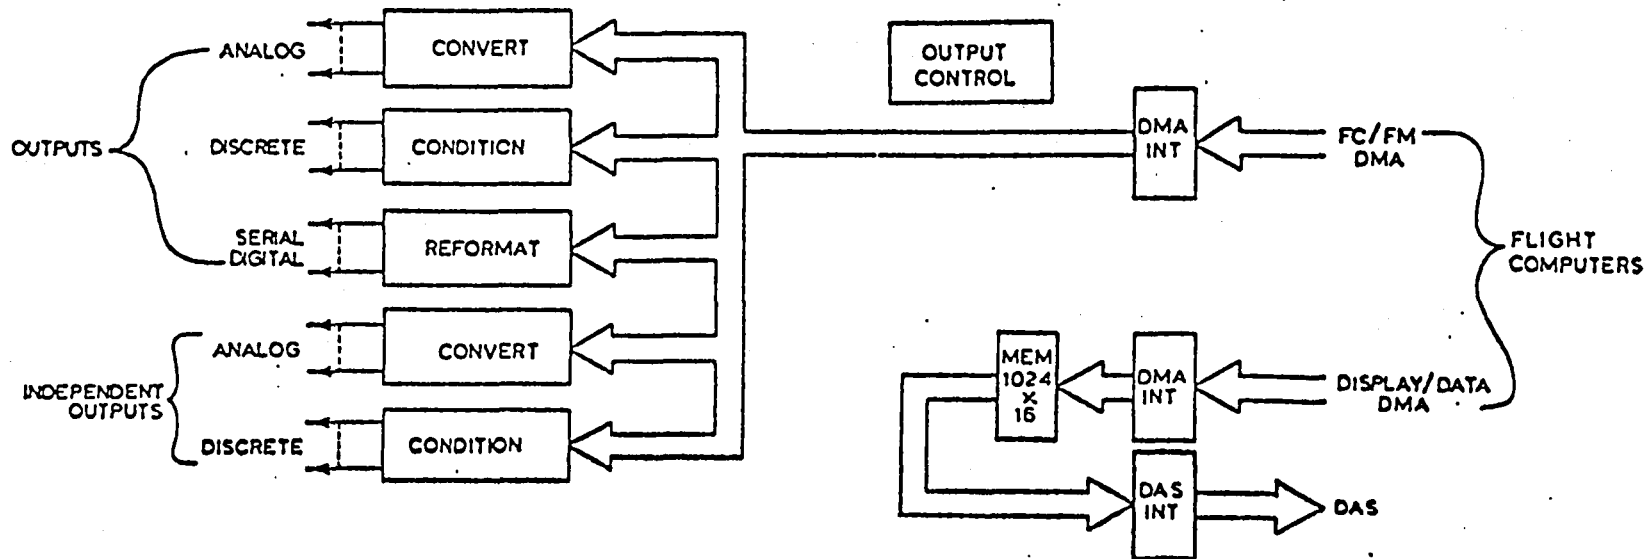 OUTPUTS
ANALOG
CONVERT
DISCRETE
CONDITION
SERIAL
DIGITAL
REFORMAT
INDEPENDENT
OUTPUTS
ANALOG
CONVERT
DISCRETE
CONDITION
OUTPUT
CONTROL
DMA
INT
FC/FM
DMA
FLIGHT
COMPUTERS
MEM
1024
×
16
DMA
INT
DISPLAY/DATA
DMA
DAS
INT
DAS